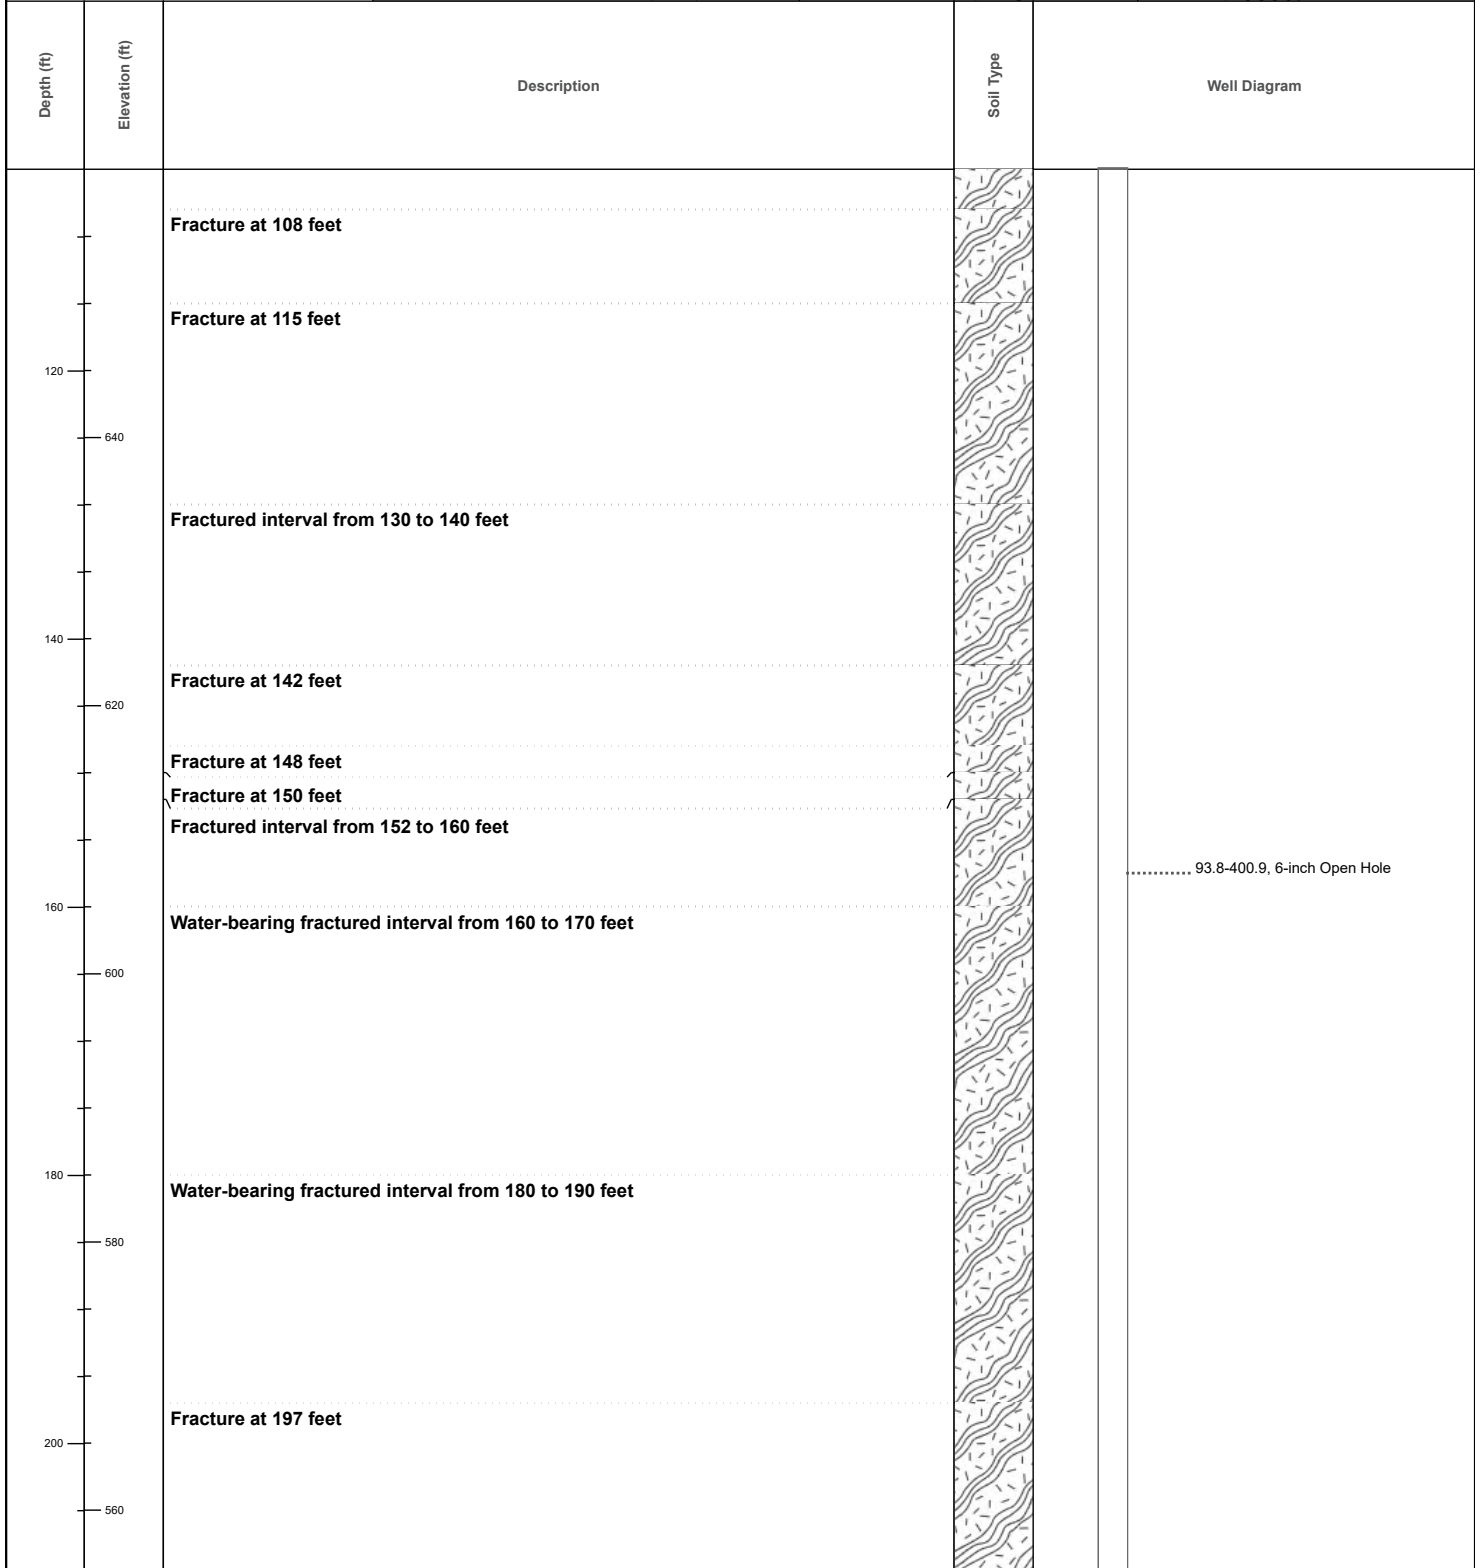 Depth (ft)
Elevation (ft)
Description
Soil Type
Well Diagram
Fracture at 108 feet
Fracture at 115 feet
120
640
Fractured interval from 130 to 140 feet
140
Fracture at 142 feet
620
Fracture at 148 feet
Fracture at 150 feet
Fractured interval from 152 to 160 feet
93.8-400.9, 6-inch Open Hole
160
Water-bearing fractured interval from 160 to 170 feet
600
180
Water-bearing fractured interval from 180 to 190 feet
580
Fracture at 197 feet
200
560